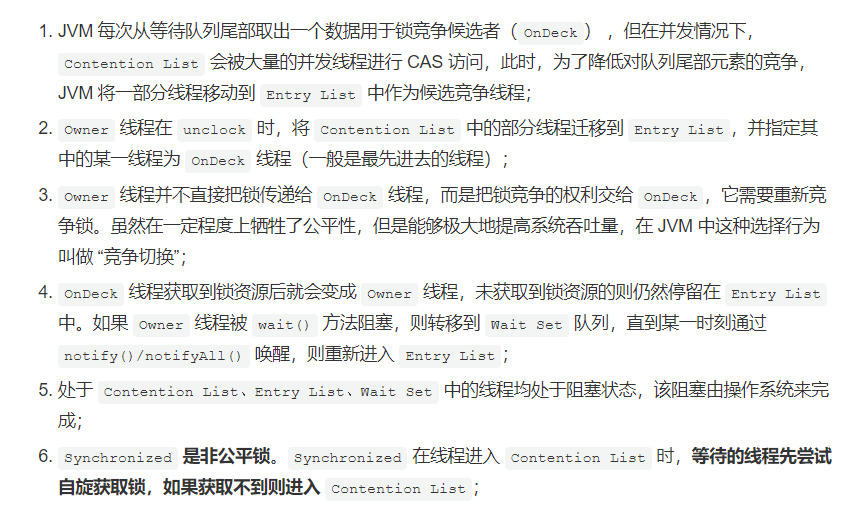 1. JVM 每次从等待队列尾部取出一个数据用于锁竞争候选者（OnDeck），但在并发情况下，
Contention List 会被大量的并发线程进行 CAS 访问，此时，为了降低对队列尾部元素的竞争，
JVM 将一部分线程移动到 Entry List 中作为候选竞争线程；
2. Owner 线程在 unclock 时，将 Contention List 中的部分线程迁移到 Entry List，并指定其
中的某一线程为 OnDeck 线程（一般是最先进去的线程）；
3. Owner 线程并不直接把锁传递给 OnDeck 线程，而是把锁竞争的权利交给 OnDeck，它需要重新竞
争锁。虽然在一定程度上牺牲了公平性，但是能够极大地提高系统吞吐量，在 JVM 中这种选择行为
叫做 “竞争切换”；
4. OnDeck 线程获取到锁资源后就会变成 Owner 线程，未获取到锁资源的则仍然停留在 Entry List
中。如果 Owner 线程被 wait() 方法阻塞，则转移到 Wait Set 队列，直到某一时刻通过
notify()/notifyAll() 唤醒，则重新进入 Entry List；
5. 处于 Contention List、Entry List、Wait Set 中的线程均处于阻塞状态，该阻塞由操作系统来完
成；
6. Synchronized 是非公平锁。Synchronized 在线程进入 Contention List 时，等待的线程先尝试
自旋获取锁，如果获取不到则进入 Contention List；